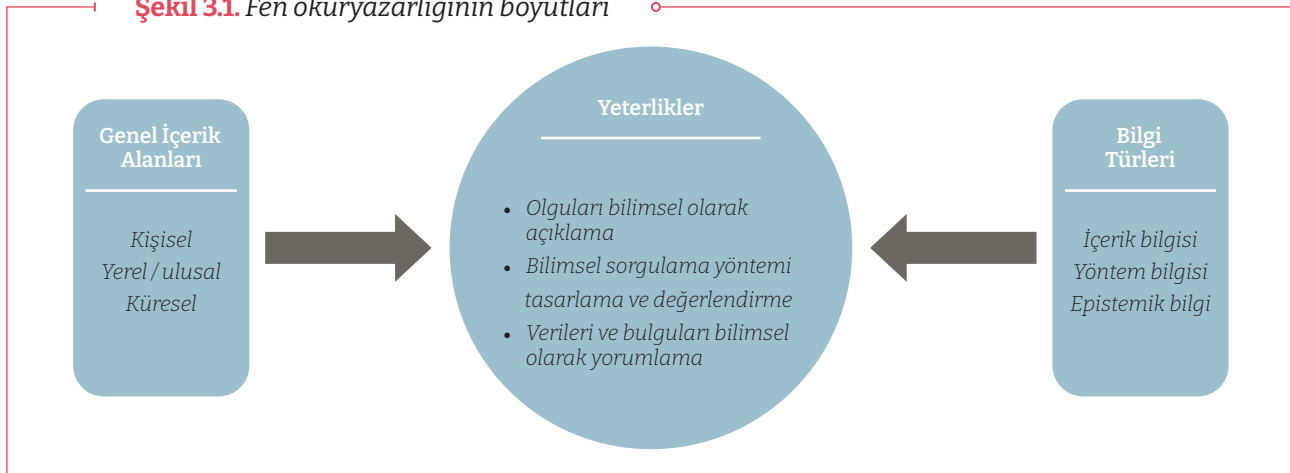 Şekil 3.1. Fen okuryazarlığının boyutları
Genel İçerik
Alanları
Kişisel
Yerel / ulusal
Küresel
Yeterlikler
• Olguları bilimsel olarak
açıklama
• Bilimsel sorgulama yöntemi
tasarlama ve değerlendirme
• Verileri ve bulguları bilimsel
olarak yorumlama
Bilgi
Türleri
İçerik bilgisi
Yöntem bilgisi
Epistemik bilgi